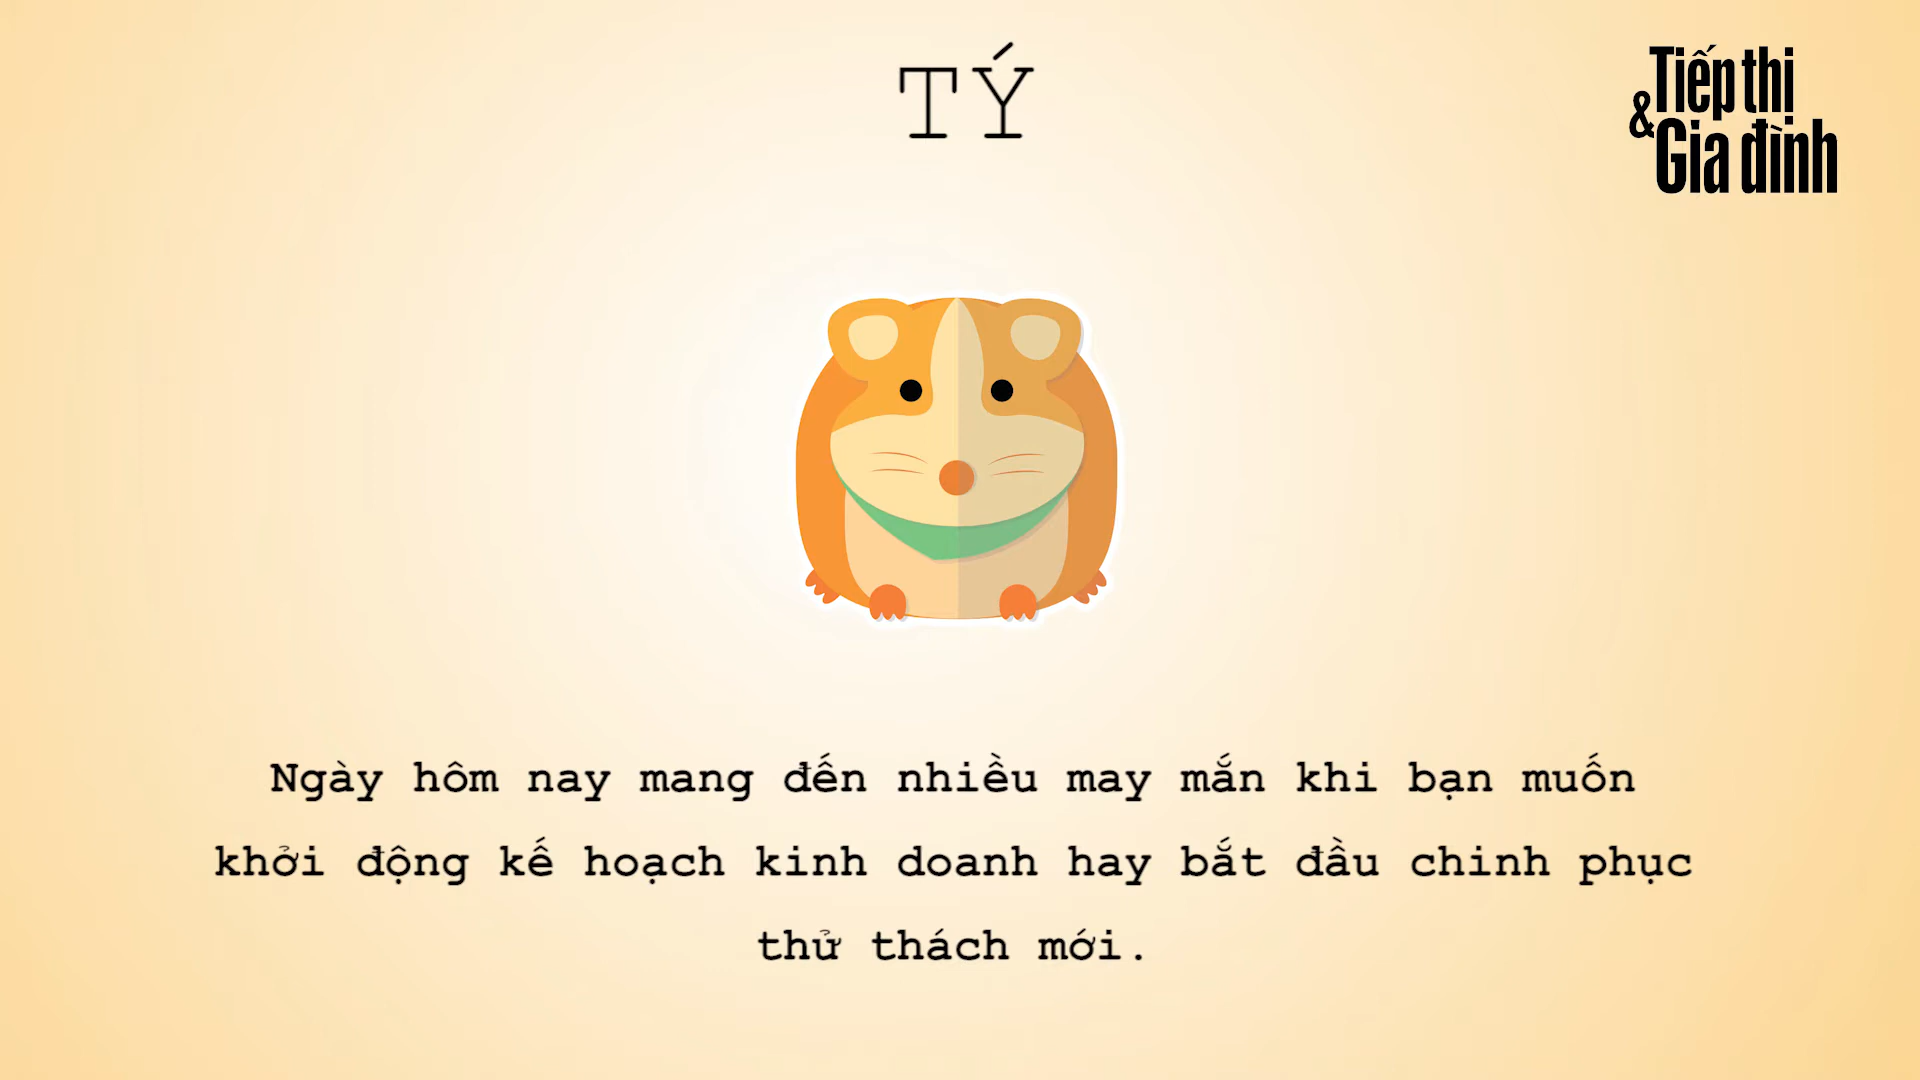 TÝ
Tiếp thị
& Gia đình
Ngày hôm nay mang đến nhiều may mắn khi bạn muốn
khởi động kế hoạch kinh doanh hay bắt đầu chinh phục
thử thách mới.